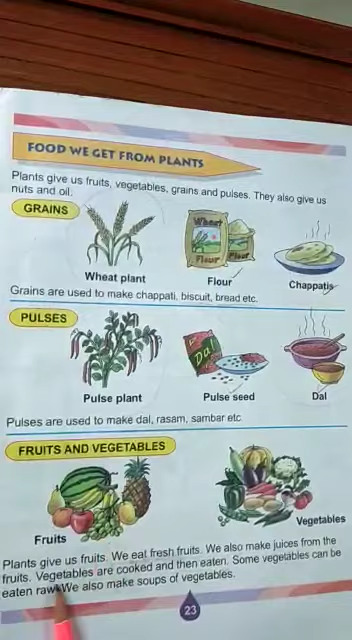 FOOD WE GET FROM PLANTS
Plants give us fruits, vegetables, grains and pulses. They also give us
nuts and oil.
GRAINS
Wheat
Flour
Flour
Wheat plant
Flour
Chappatis
Grains are used to make chappati, biscuit, bread etc.
PULSES
Dal
Pulse plant
Pulse seed
Dal
Pulses are used to make dal, rasam, sambar etc.
FRUITS AND VEGETABLES
Fruits
Vegetables
Plants give us fruits. We eat fresh fruits. We also make juices from the
fruits. Vegetables are cooked and then eaten. Some vegetables can be
eaten raw. We also make soups of vegetables.
23